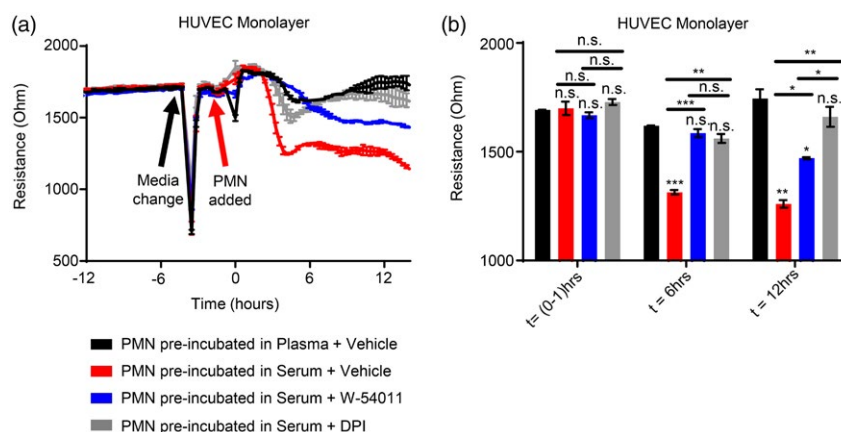 (a)
HUVEC Monolayer
2000
1500
1000
500
Resistance (Ohm)
Media
change
PMN
added
-12 -6 0 6 12
Time (hours)
PMN pre-incubated in Plasma + Vehicle
PMN pre-incubated in Serum + Vehicle
PMN pre-incubated in Serum + W-54011
PMN pre-incubated in Serum + DPI
(b)
HUVEC Monolayer
2000
1500
1000
Resistance (Ohm)
n.s.
n.s.
n.s.
n.s. n.s. n.s.
**
n.s.
***
*** n.s. n.s.
**
*
*
** * n.s.
t= (0-1)hrs
t = 6hrs
t = 12hrs